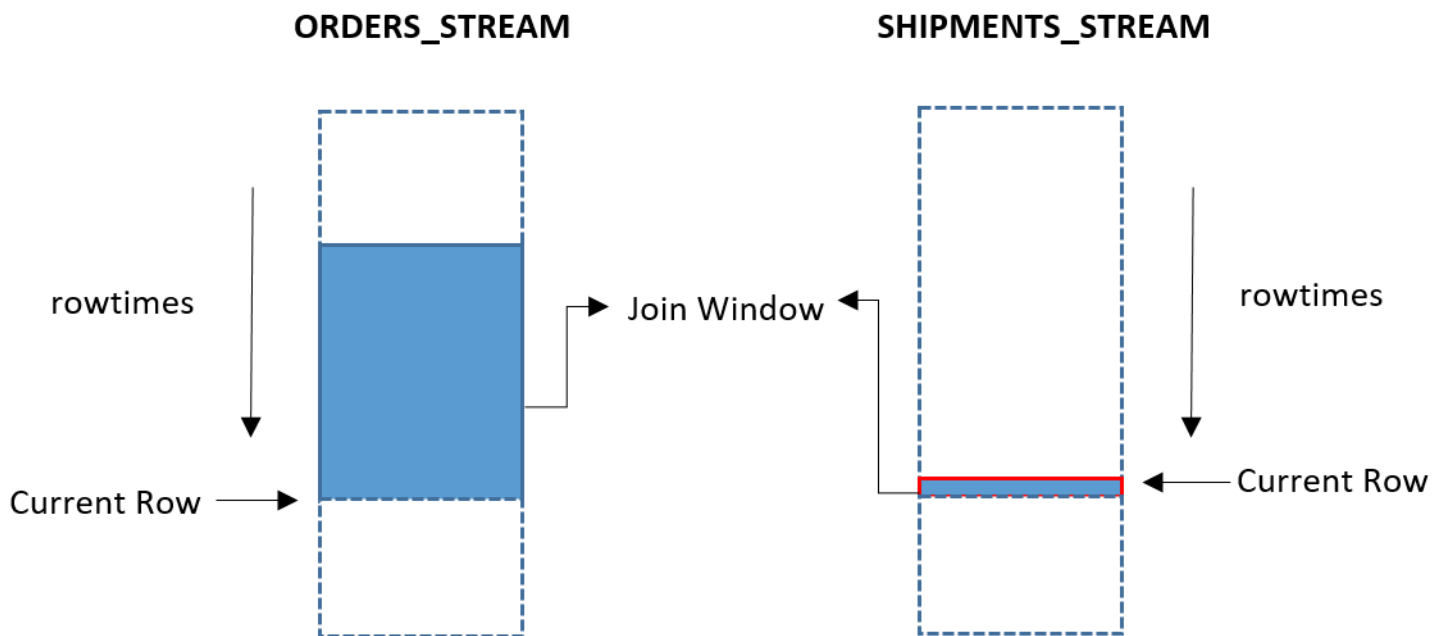 ORDERS_STREAM
SHIPMENTS_STREAM
rowtimes
Join Window
rowtimes
Current Row
Current Row